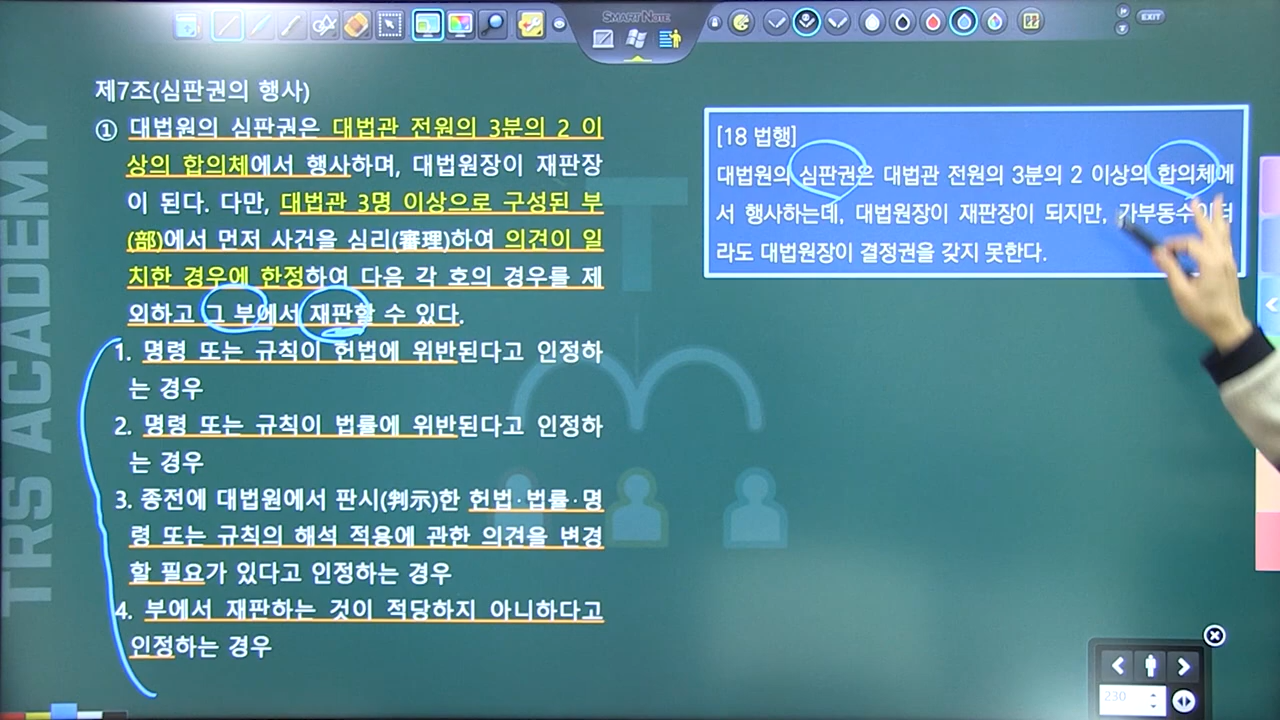 SMART NOTE
EXIT
TRS ACADEMY
제7조(심판권의 행사)
① 대법원의 심판권은 대법관 전원의 3분의 2 이
상의 합의체에서 행사하며, 대법원장이 재판장
이 된다. 다만, 대법관 3명 이상으로 구성된 부
(部)에서 먼저 사건을 심리(審理)하여 의견이 일
치한 경우에 한정하여 다음 각 호의 경우를 제
외하고 그 부에서 재판할 수 있다.
1. 명령 또는 규칙이 헌법에 위반된다고 인정하
는 경우
2. 명령 또는 규칙이 법률에 위반된다고 인정하
는 경우
3. 종전에 대법원에서 판시(判示)한 헌법·법률·명
령 또는 규칙의 해석 적용에 관한 의견을 변경
할 필요가 있다고 인정하는 경우
4. 부에서 재판하는 것이 적당하지 아니하다고
인정하는 경우
[18 법행]
대법원의 심판권은 대법관 전원의 3분의 2 이상의 합의체에
서 행사하는데, 대법원장이 재판장이 되지만, 가부동수
라도 대법원장이 결정권을 갖지 못한다.
230